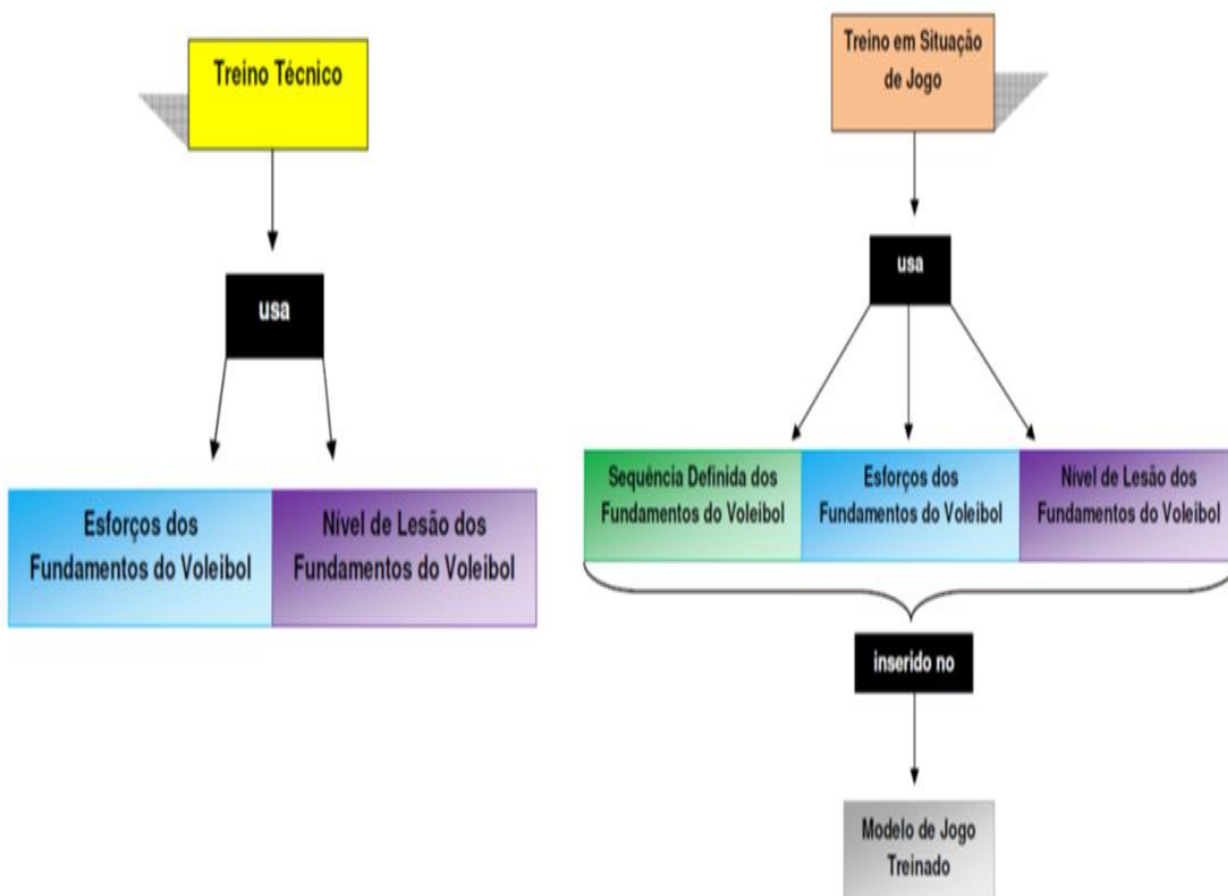 Treino Técnico
usa
Esforços dos
Fundamentos do Voleibol
Nível de Lesão dos
Fundamentos do Voleibol
Treino em Situação
de Jogo
usa
Sequência Definida dos
Fundamentos do Voleibol
Esforços dos
Fundamentos do Voleibol
Nível de Lesão dos
Fundamentos do Voleibol
inserido no
Modelo de Jogo
Treinado